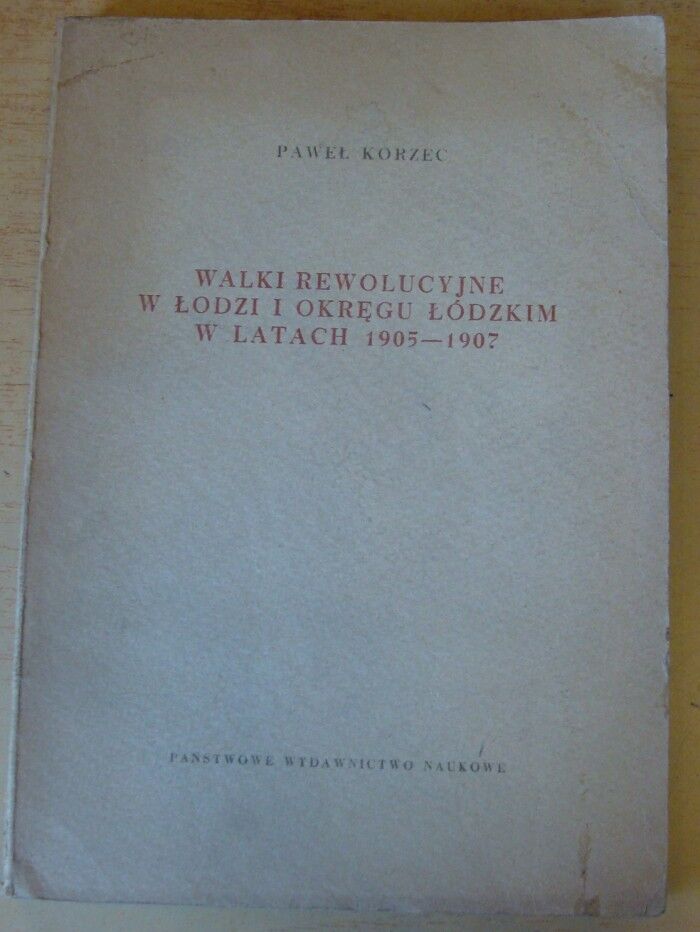 PAWEŁ KORZEC
WALKI REWOLUCYJNE
W ŁODZI I OKRĘGU ŁÓDZKIM
W LATACH 1905—1907
PAŃSTWOWE WYDAWNICTWO NAUKOWE